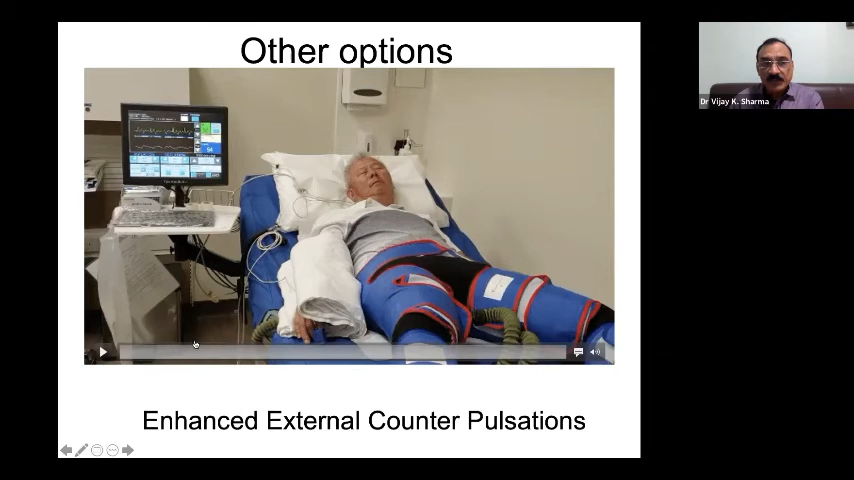 Other options
Dr Vijay K. Sharma
Enhanced External Counter Pulsations